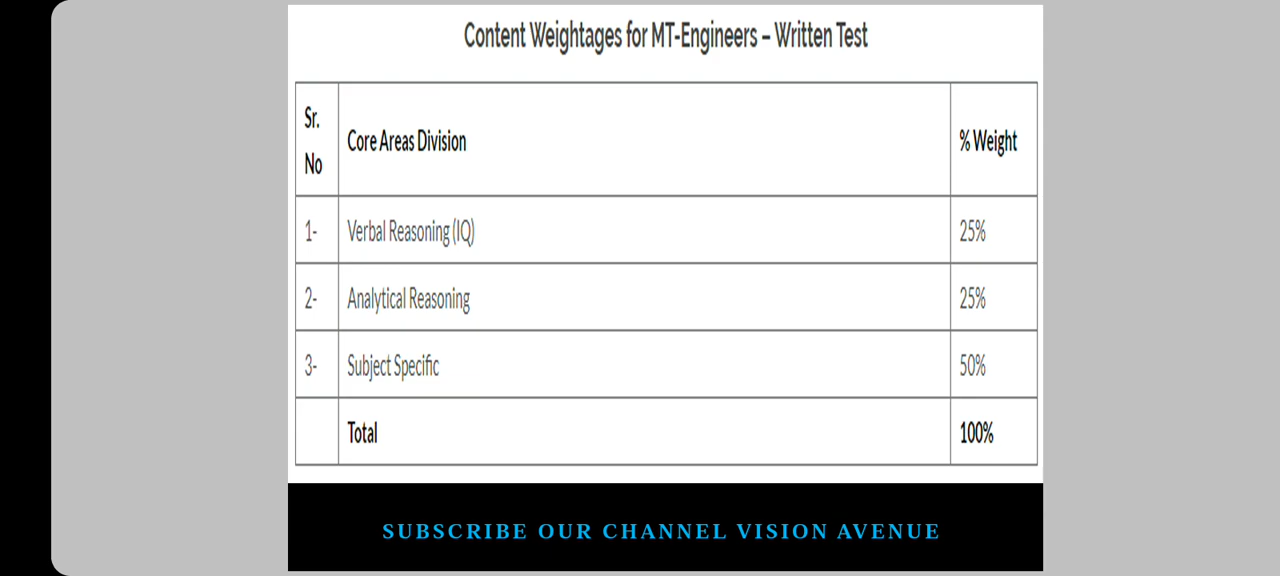 Content Weightages for MT-Engineers – Written Test
Sr. No Core Areas Division % Weight
1- Verbal Reasoning (IQ) 25%
2- Analytical Reasoning 25%
3- Subject Specific 50%
Total 100%
SUBSCRIBE OUR CHANNEL VISION AVENUE